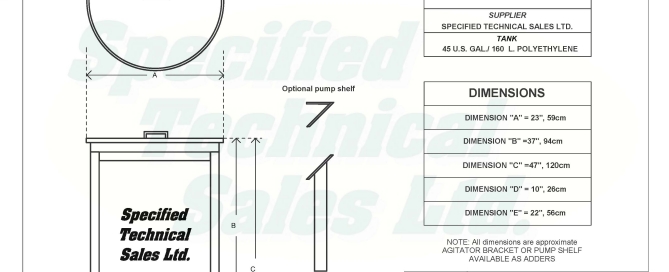 SUPPLIER
SPECIFIED TECHNICAL SALES LTD.
TANK
45 U.S. GAL./ 160 L. POLYETHYLENE
A
Optional pump shelf
DIMENSIONS
DIMENSION "A" = 23", 59cm
DIMENSION "B" =37", 94cm
DIMENSION "C" =47", 120cm
DIMENSION "D" = 10", 26cm
DIMENSION "E" = 22", 56cm
Specified
Technical
Sales Ltd.
B
C
NOTE: All dimensions are approximate
AGITATOR BRACKET OR PUMP SHELF
AVAILABLE AS ADDERS
Specified
Technical
Sales Ltd.